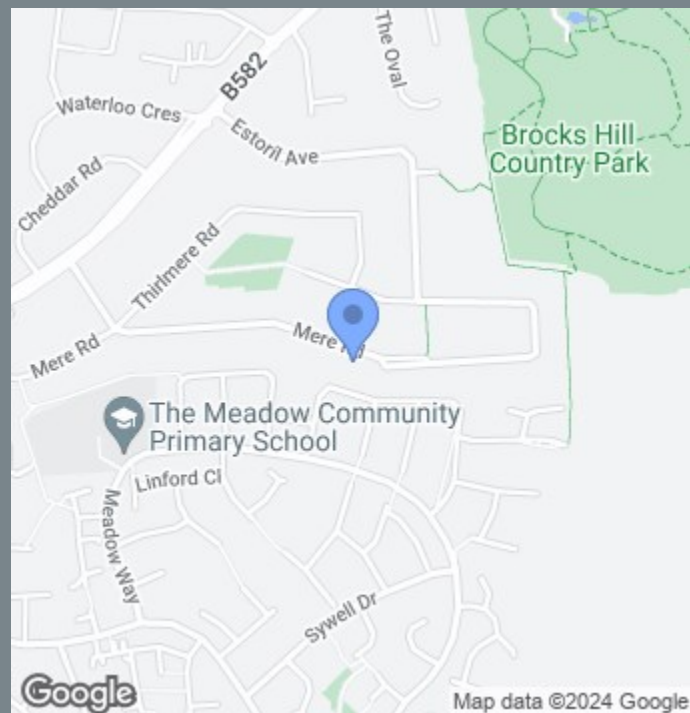 The Oval
B582
Waterloo Cres
Estoril Ave
Brocks Hill
Country Park
Cheddar Rd
Thirlmere Rd
Mere Rd
Mere Rd
The Meadow Community
Primary School
Linford Cl
Meadow Way
Sywell Dr
Google
Map data ©2024 Google